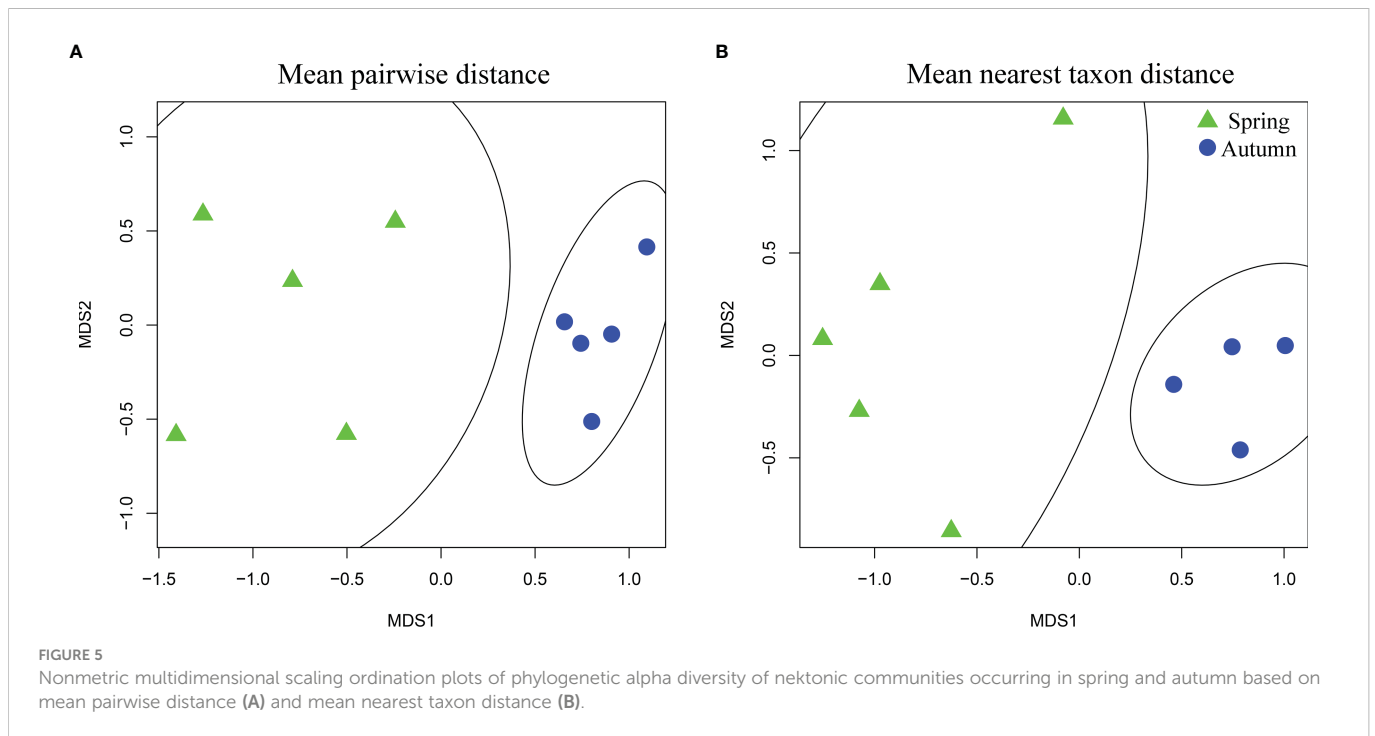 A
Mean pairwise distance
1.0
0.5
0.0
−0.5
−1.0
MDS2
−1.5 −1.0 −0.5 0.0 0.5 1.0
MDS1
B
Mean nearest taxon distance
Spring
Autumn
1.0
0.5
0.0
−0.5
MDS2
−1.0 −0.5 0.0 0.5 1.0
MDS1
FIGURE 5
Nonmetric multidimensional scaling ordination plots of phylogenetic alpha diversity of nektonic communities occurring in spring and autumn based on
mean pairwise distance (A) and mean nearest taxon distance (B).